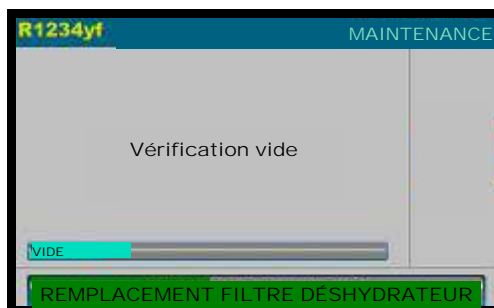 R1234yf
MAINTENANCE
Vérification vide
VIDE
REMPLACEMENT FILTRE DÉSHYDRATEUR